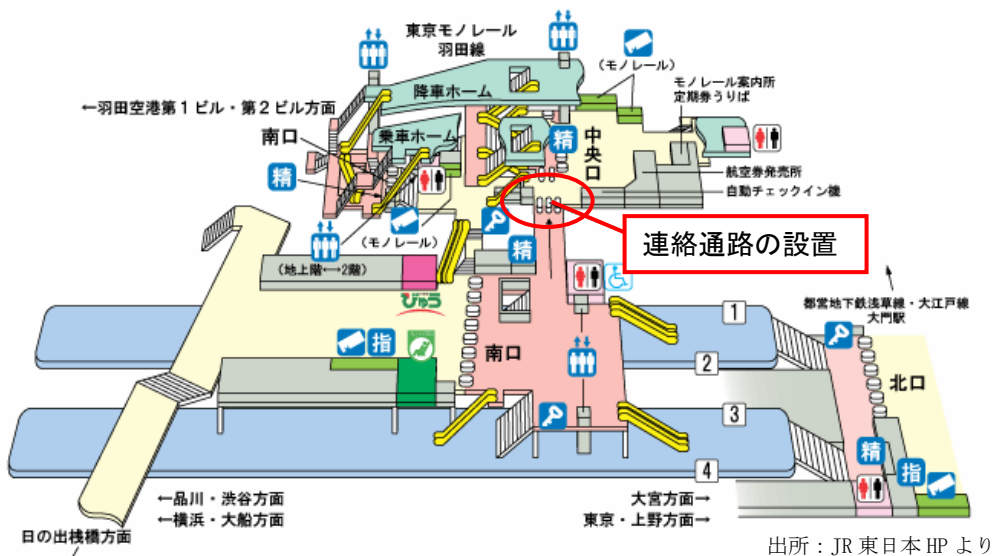 東京モノレール
羽田線
(モノレール)
モノレール案内所
定期券うりば
降車ホーム
←羽田空港第1ビル・第2ビル方面
南口
乗車ホーム
精
中央口
精
航空券発売所
自動チェックイン機
(モノレール)
精
連絡通路の設置
(地上階←→2階)
びゅう
都営地下鉄浅草線・大江戸線
大門駅
1
指
南口
2
北口
3
精
指
4
←品川・渋谷方面
大宮方面→
←横浜・大船方面
東京・上野方面→
日の出桟橋方面
出所:JR東日本HPより